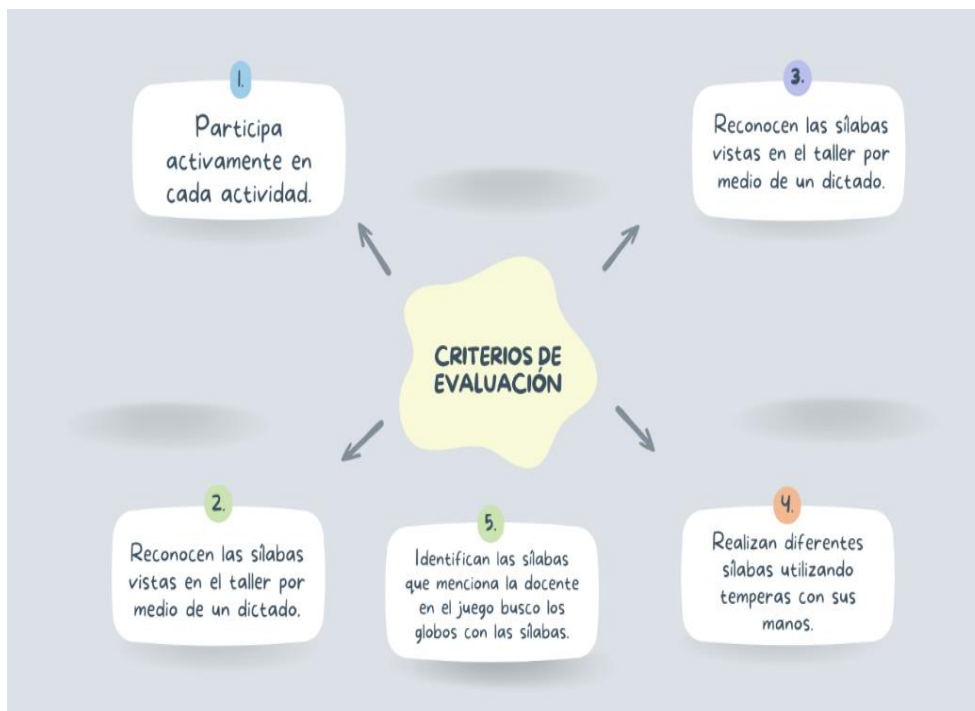 1.
Participa
activamente en
cada actividad.
3.
Reconocen las sílabas
vistas en el taller por
medio de un dictado.
CRITERIOS DE
EVALUACIÓN
2.
Reconocen las sílabas
vistas en el taller por
medio de un dictado.
5.
Identifican las sílabas
que menciona la docente
en el juego busco los
globos con las sílabas.
4.
Realizan diferentes
sílabas utilizando
temperas con sus
manos.